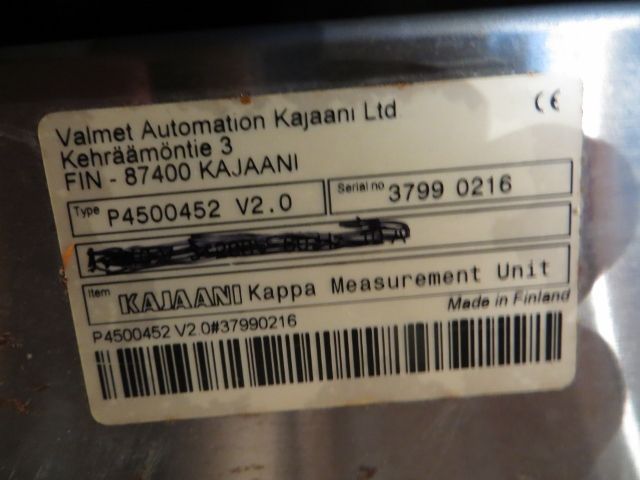 Valmet Automation Kajaani Ltd
Kehräämöntie 3
FIN - 87400 KAJAANI
CE
Type P4500452 V2.0
Serial no 3799 0216
Item KAJAANI Kappa Measurement Unit
Made in Finland
P4500452 V2.0#37990216